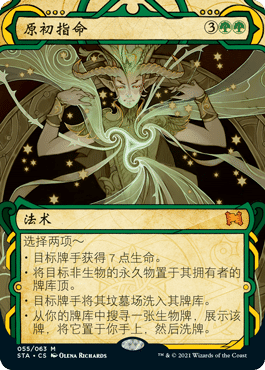 原初指命
3
法术
选择两项～
• 目标牌手获得 7 点生命。
• 将目标非生物的永久物置于其拥有者的
牌库顶。
• 目标牌手将其坟墓场洗入其牌库。
• 从你的牌库中搜寻一张生物牌，展示该
牌，将它置于你手上，然后洗牌。
055/063 M
STA • CS OLENA RICHARDS
™ & © 2021 Wizards of the Coast